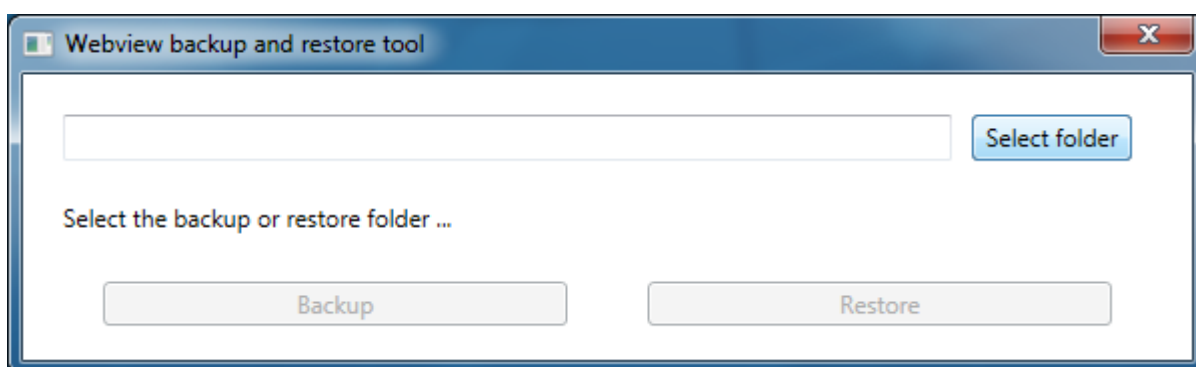 Webview backup and restore tool
Select folder
Select the backup or restore folder ...
Backup
Restore